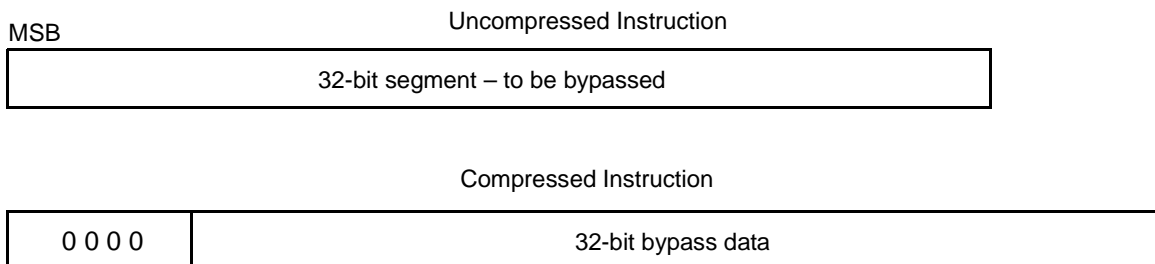 Uncompressed Instruction
MSB
32-bit segment – to be bypassed
Compressed Instruction
0 0 0 0 32-bit bypass data